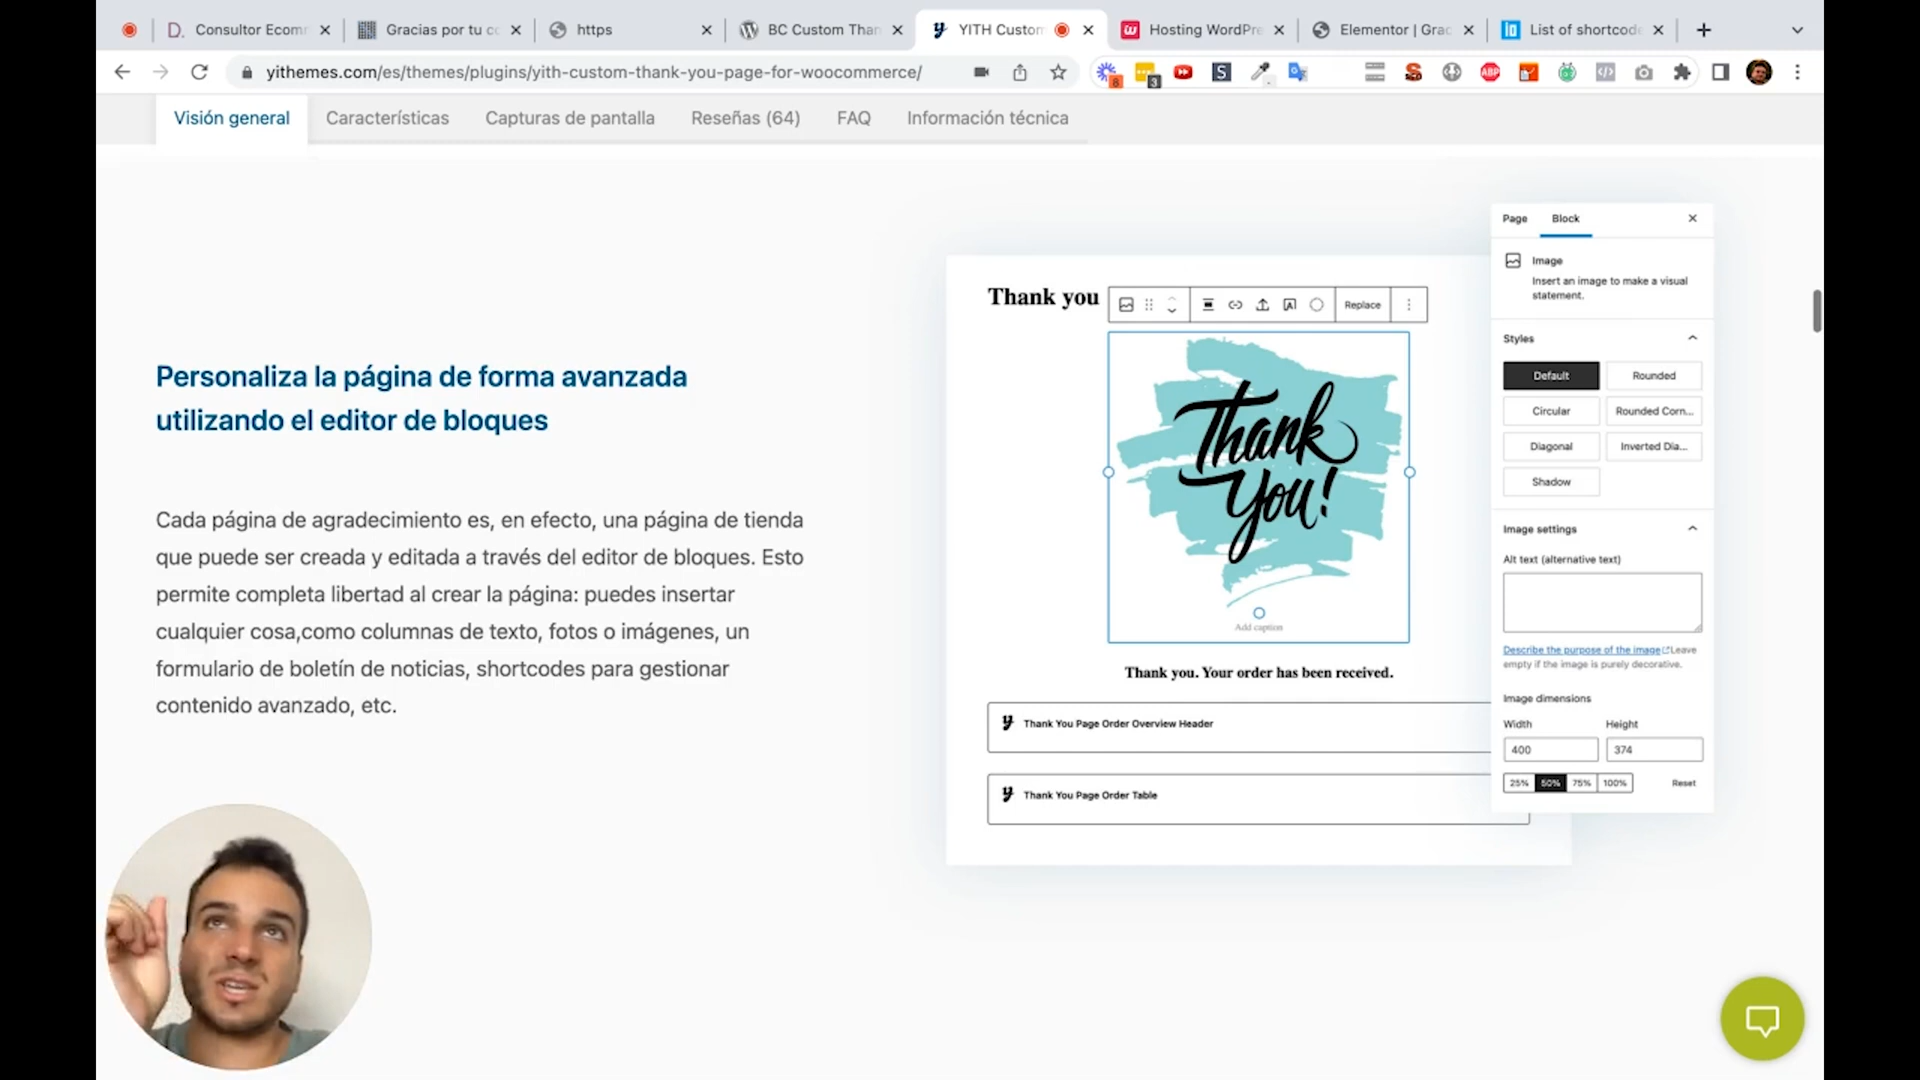 Consultor Ecom
Gracias por tu co
https
BC Custom Than
YITH Custom
Hosting WordPre
Elementor | Grac
List of shortcode
yithemes.com/es/themes/plugins/yith-custom-thank-you-page-for-woocommerce/
8
3
S
ABP
Visión general
Características
Capturas de pantalla
Reseñas (64)
FAQ
Información técnica
Personaliza la página de forma avanzada
utilizando el editor de bloques
Cada página de agradecimiento es, en efecto, una página de tienda
que puede ser creada y editada a través del editor de bloques. Esto
permite completa libertad al crear la página: puedes insertar
cualquier cosa,como columnas de texto, fotos o imágenes, un
formulario de boletín de noticias, shortcodes para gestionar
contenido avanzado, etc.
Thank you
Replace
Thank
You!
Add caption
Thank you. Your order has been received.
Thank You Page Order Overview Header
Thank You Page Order Table
Page
Block
Image
Insert an image to make a visual
statement.
Styles
Default
Rounded
Circular
Rounded Corn...
Diagonal
Inverted Dia...
Shadow
Image settings
Alt text (alternative text)
Describe the purpose of the image Leave
empty if the image is purely decorative.
Image dimensions
Width
Height
400
374
25%
50%
75%
100%
Reset